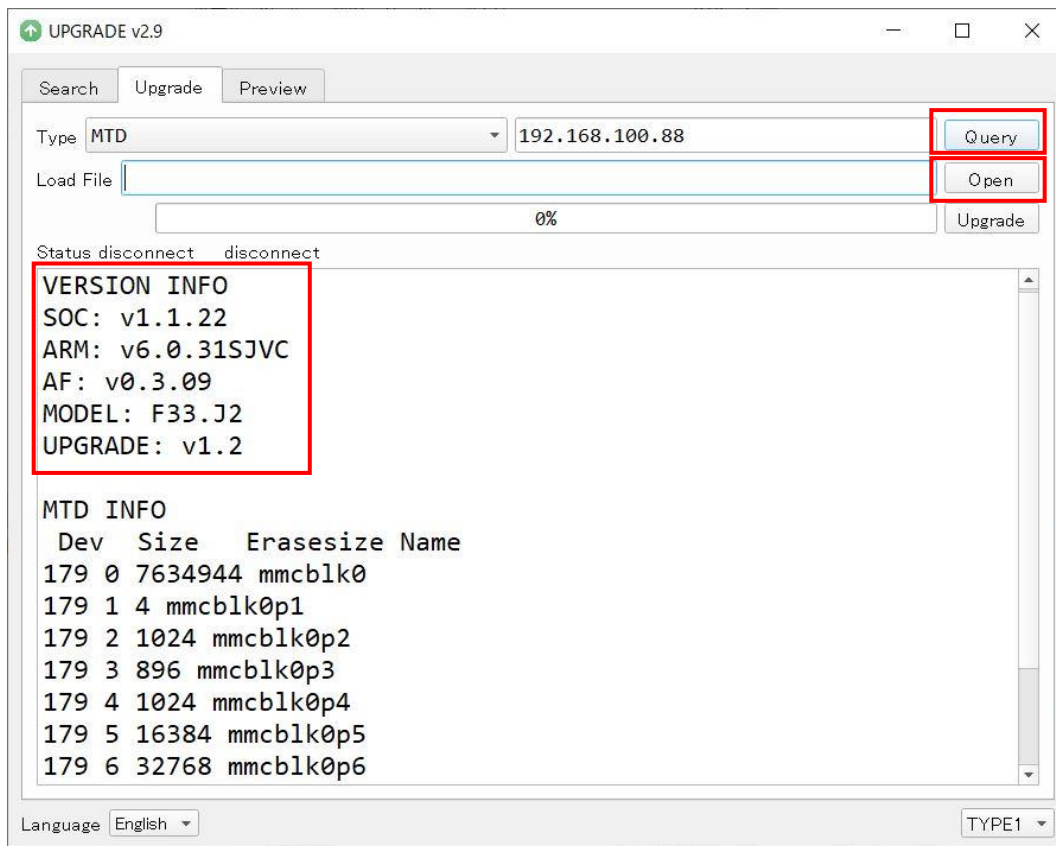 UPGRADE v2.9
Search Upgrade Preview
Type MTD 192.168.100.88 Query
Load File Open
0% Upgrade
Status disconnect disconnect
VERSION INFO
SOC: v1.1.22
ARM: v6.0.31SJVC
AF: v0.3.09
MODEL: F33.J2
UPGRADE: v1.2
MTD INFO
Dev Size Erasesize Name
179 0 7634944 mmcblk0
179 1 4 mmcblk0p1
179 2 1024 mmcblk0p2
179 3 896 mmcblk0p3
179 4 1024 mmcblk0p4
179 5 16384 mmcblk0p5
179 6 32768 mmcblk0p6
Language English TYPE1